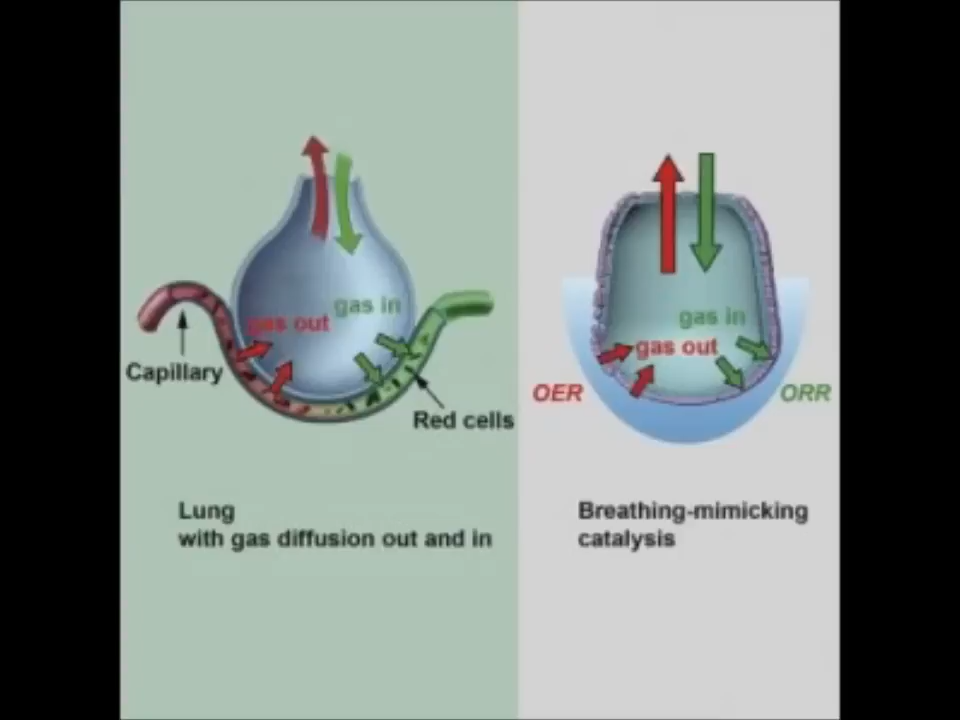 gas in
gas out
Capillary
Red cells
Lung
with gas diffusion out and in
gas in
gas out
OER
ORR
Breathing-mimicking
catalysis